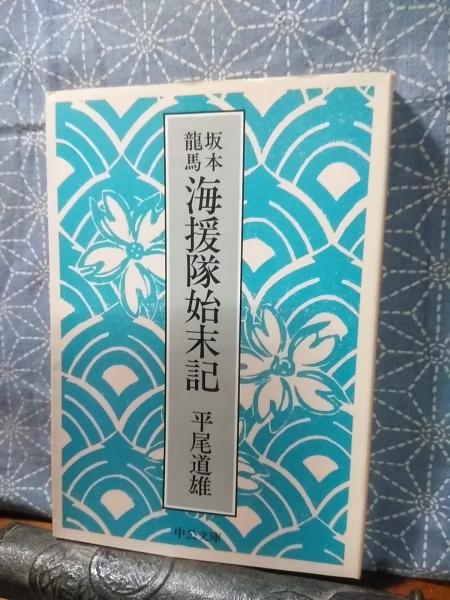 坂本
龍馬
海援隊始末記
平尾道雄
中公文庫